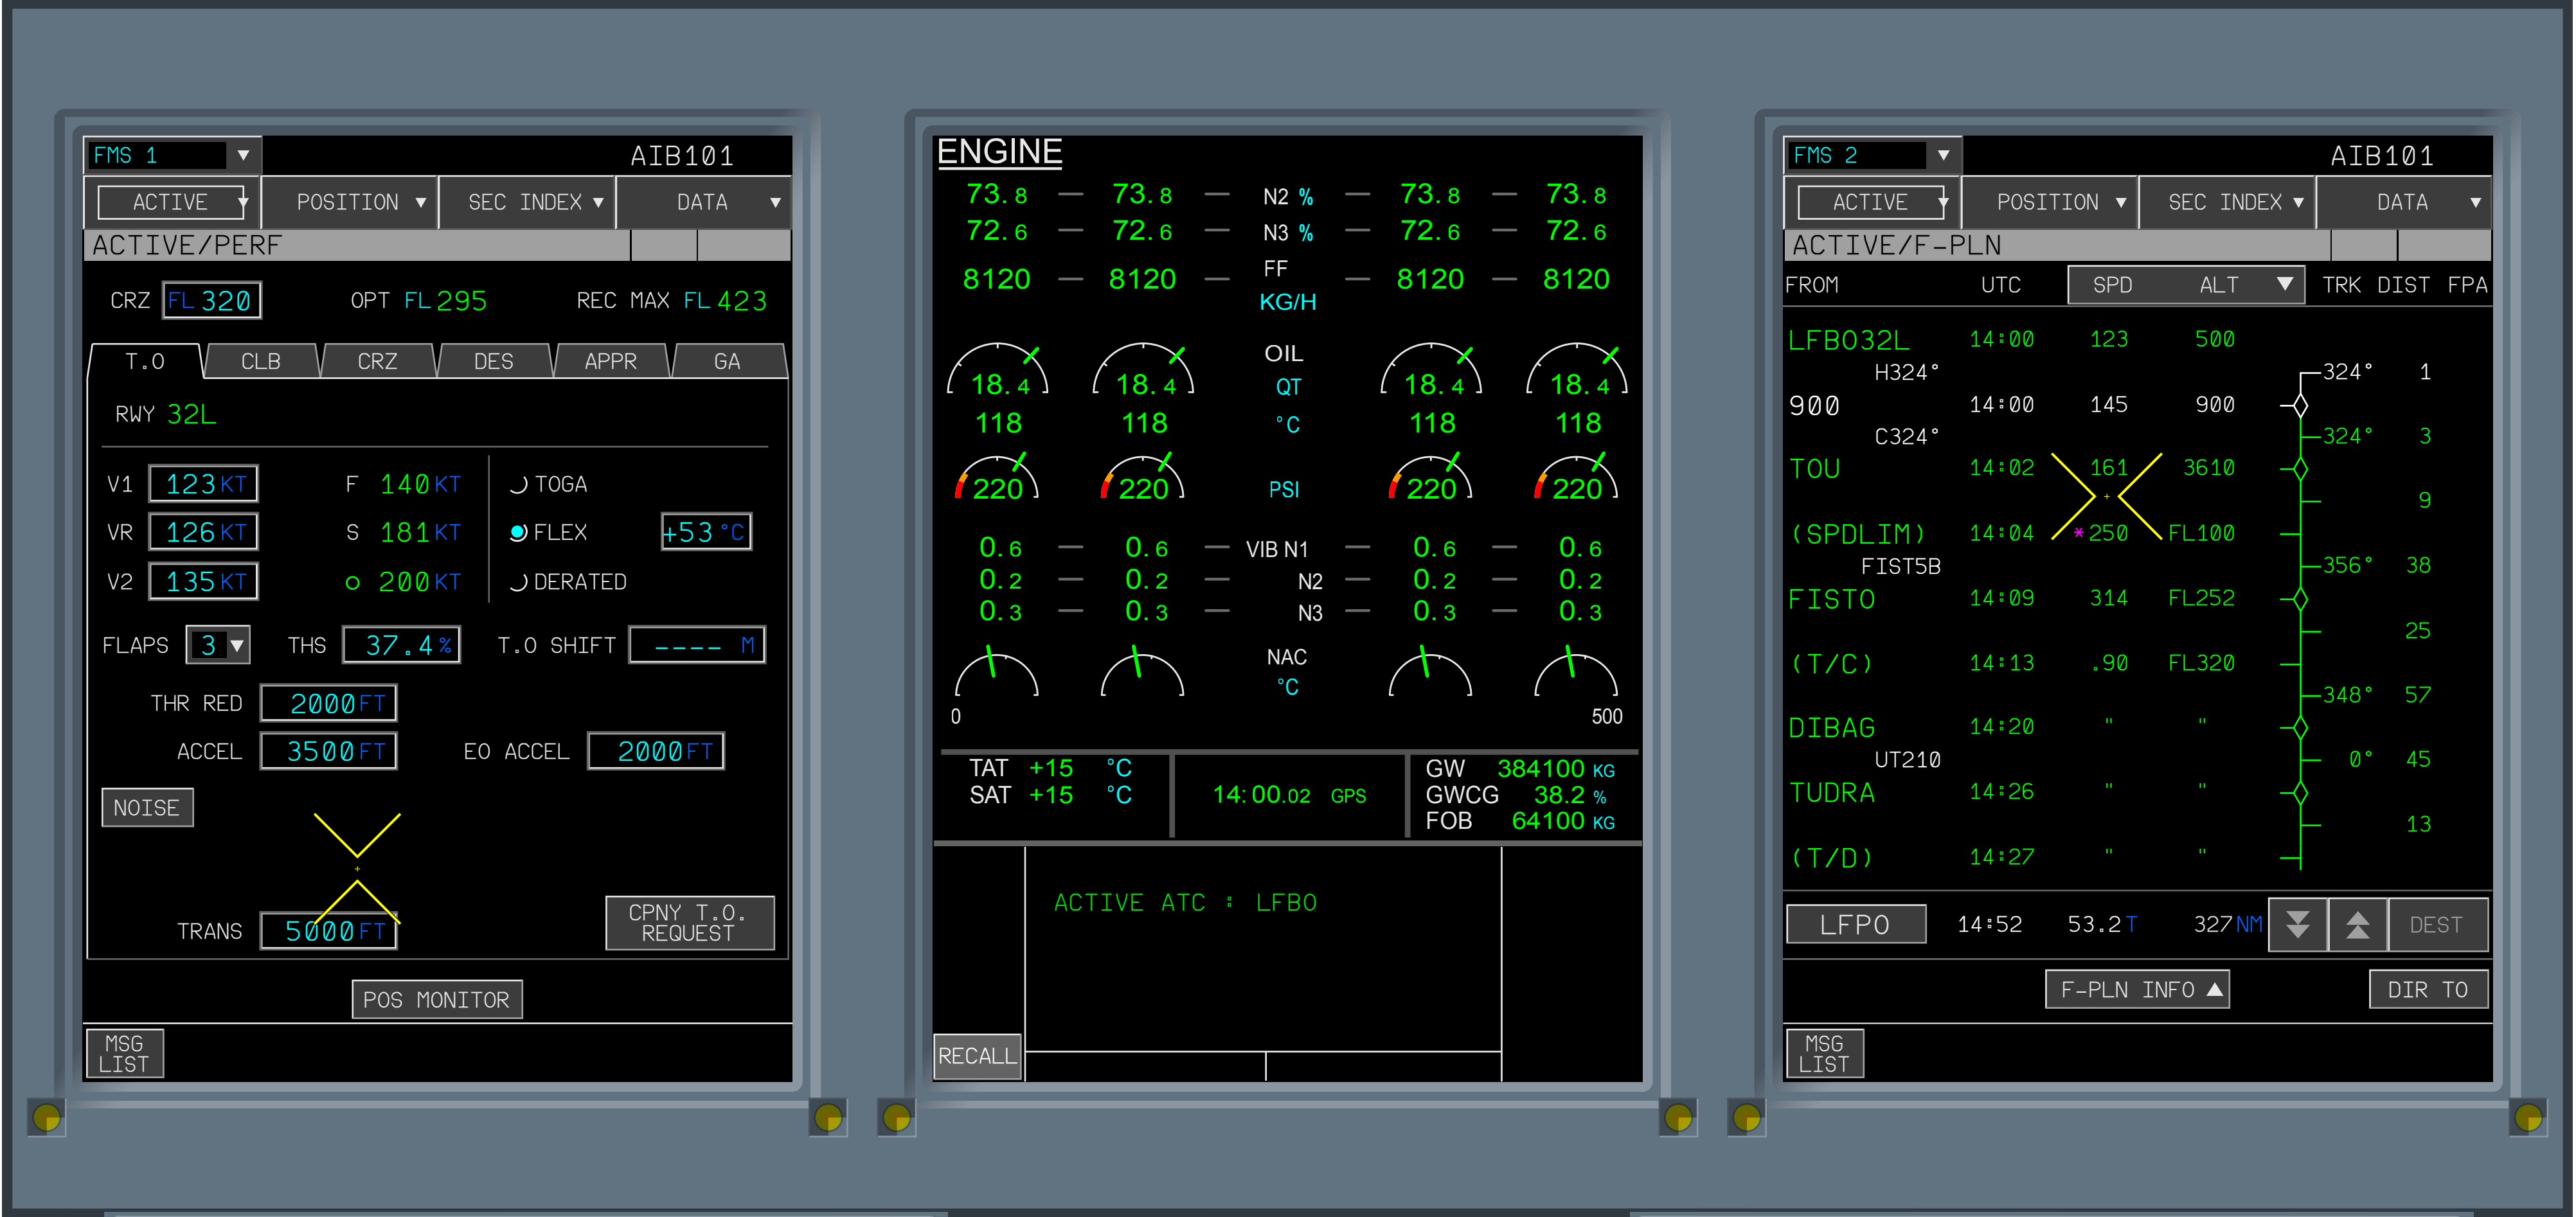 FMS 1 AIB101
ACTIVE POSITION SEC INDEX DATA
ACTIVE/PERF
CRZ FL 320 OPT FL 295 REC MAX FL 423
T.O CLB CRZ DES APPR GA
RWY 32L
V1 123 KT F 140 KT TOGA
VR 126 KT S 181 KT FLEX +53 °C
V2 135 KT O 200 KT DERATED
FLAPS 3 THS 37.4 % T.O SHIFT ---- M
THR RED 2000 FT
ACCEL 3500 FT EO ACCEL 2000 FT
NOISE
TRANS 5000 FT
CPNY T.O.
REQUEST
POS MONITOR
MSG
LIST
ENGINE
73.8 73.8 N2 % 73.8 73.8
72.6 72.6 N3 % 72.6 72.6
8120 8120 FF 8120 8120
KG/H
OIL
18.4 18.4 QT 18.4 18.4
118 118 °C 118 118
220 220 PSI 220 220
0.6 0.6 VIB N1 0.6 0.6
0.2 0.2 N2 0.2 0.2
0.3 0.3 N3 0.3 0.3
NAC
°C
0 500
TAT +15 °C
SAT +15 °C
14:00.02 GPS
GW 384100 KG
GWCG 38.2 %
FOB 64100 KG
ACTIVE ATC : LFBO
RECALL
FMS 2 AIB101
ACTIVE POSITION SEC INDEX DATA
ACTIVE/F-PLN
FROM UTC SPD ALT TRK DIST FPA
LFBO32L 14:00 123 500
H324° 324° 1
900 14:00 145 900
C324° 324° 3
TOU 14:02 161 3610
9
(SPDLIM) 14:04 *250 FL100
FIST5B 356° 38
FISTO 14:09 314 FL252
25
(T/C) 14:13 .90 FL320
348° 57
DIBAG 14:20 " "
UT210 0° 45
TUDRA 14:26 " "
13
(T/D) 14:27 " "
LFPO 14:52 53.2 T 327 NM DEST
F-PLN INFO DIR TO
MSG
LIST